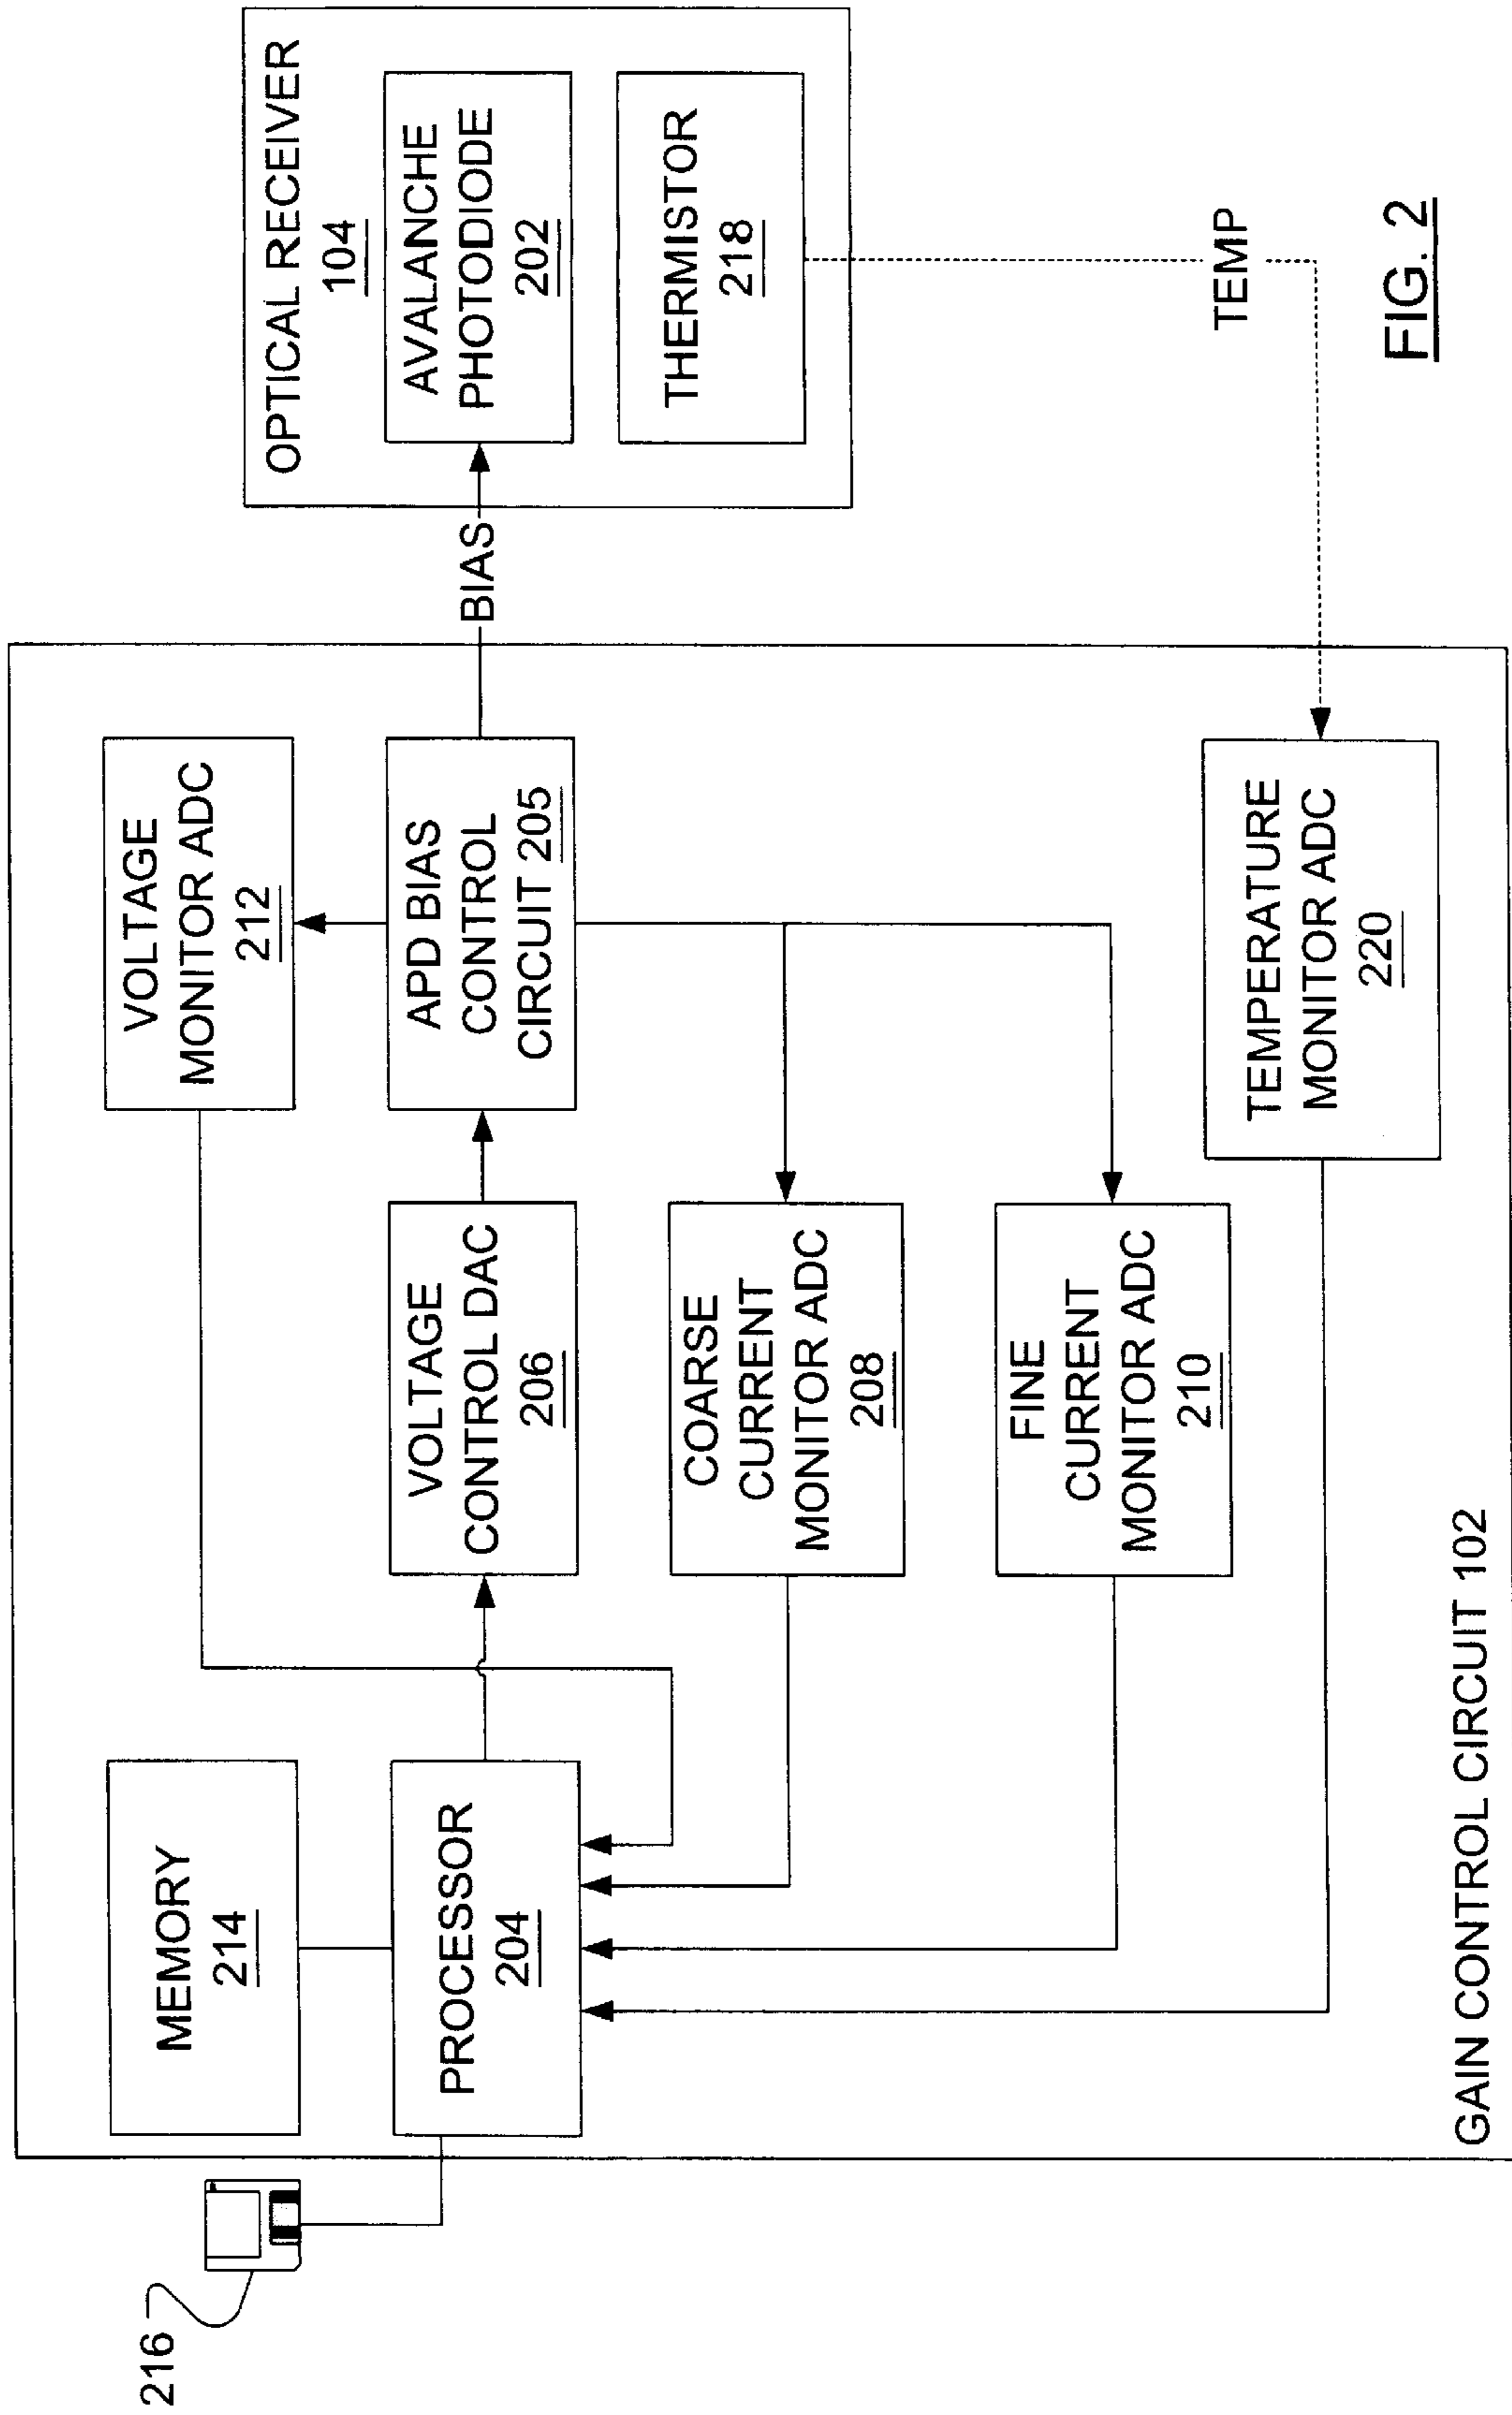 216
MEMORY
214
PROCESSOR
204
VOLTAGE
MONITOR ADC
212
VOLTAGE
CONTROL DAC
206
APD BIAS
CONTROL
CIRCUIT 205
COARSE
CURRENT
MONITOR ADC
208
FINE
CURRENT
MONITOR ADC
210
TEMPERATURE
MONITOR ADC
220
GAIN CONTROL CIRCUIT 102
BIAS
OPTICAL RECEIVER
104
AVALANCHE
PHOTODIODE
202
THERMISTOR
218
TEMP
FIG. 2